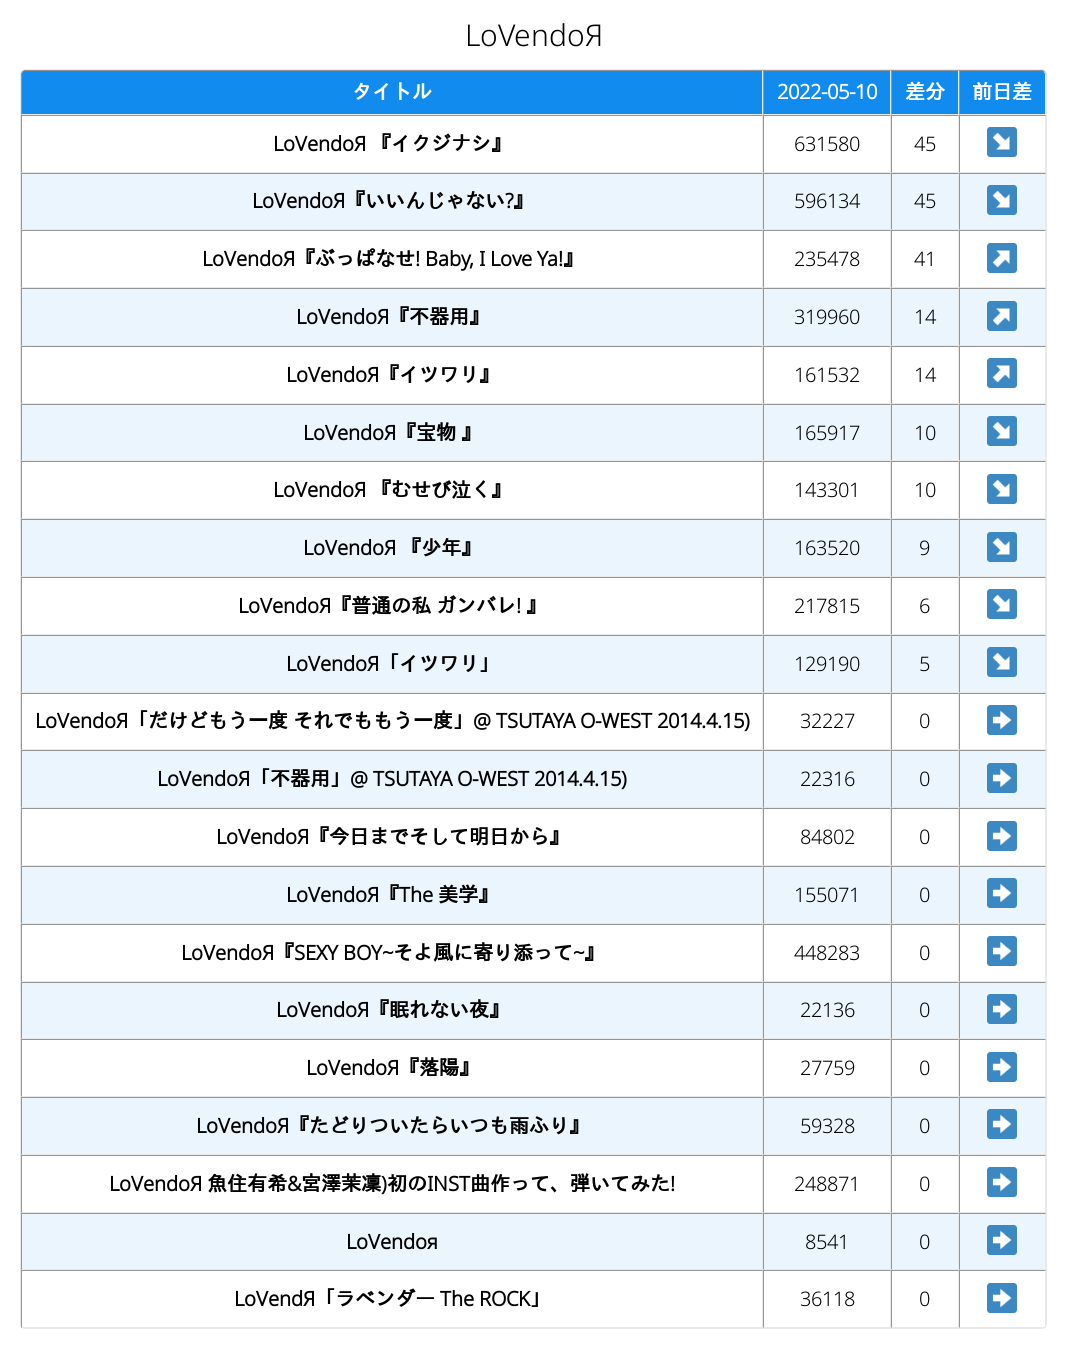 LoVendoЯ
タイトル 2022-05-10 差分 前日差
LoVendoЯ 『イクジナシ』 631580 45 ↘
LoVendoЯ『いいんじゃない?』 596134 45 ↘
LoVendoЯ『ぶっぱなせ! Baby, I Love Ya!』 235478 41 ↗
LoVendoЯ『不器用』 319960 14 ↗
LoVendoЯ『イツワリ』 161532 14 ↗
LoVendoЯ『宝物 』 165917 10 ↘
LoVendoЯ 『むせび泣く』 143301 10 ↘
LoVendoЯ 『少年』 163520 9 ↘
LoVendoЯ『普通の私 ガンバレ! 』 217815 6 ↘
LoVendoЯ「イツワリ」 129190 5 ↘
LoVendoЯ「だけどもう一度 それでももう一度」@ TSUTAYA O-WEST 2014.4.15) 32227 0 ➡
LoVendoЯ「不器用」@ TSUTAYA O-WEST 2014.4.15) 22316 0 ➡
LoVendoЯ『今日までそして明日から』 84802 0 ➡
LoVendoЯ『The 美学』 155071 0 ➡
LoVendoЯ『SEXY BOY~そよ風に寄り添って~』 448283 0 ➡
LoVendoЯ『眠れない夜』 22136 0 ➡
LoVendoЯ『落陽』 27759 0 ➡
LoVendoЯ『たどりついたらいつも雨ふり』 59328 0 ➡
LoVendoЯ 魚住有希&宮澤茉凜)初のINST曲作って、弾いてみた! 248871 0 ➡
LoVendoя 8541 0 ➡
LoVendЯ「ラベンダー The ROCK」 36118 0 ➡